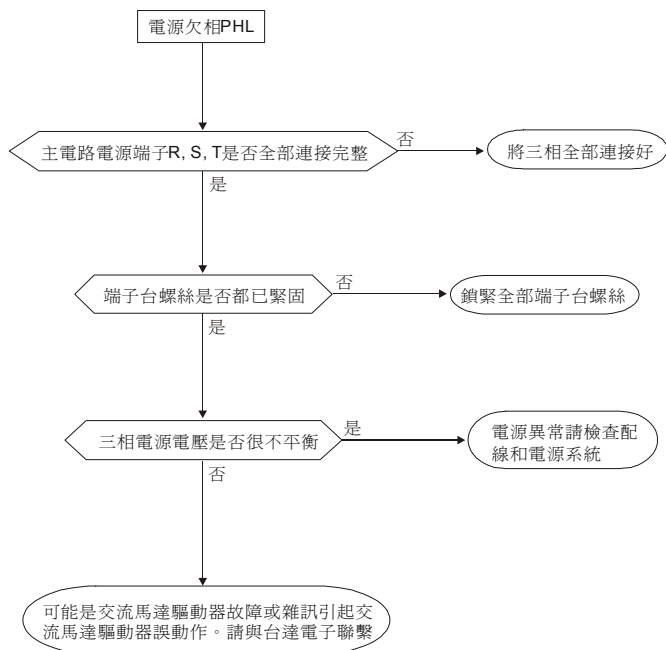 電源欠相PHL
主電路電源端子R, S, T是否全部連接完整
否
將三相全部連接好
是
端子台螺絲是否都已緊固
否
鎖緊全部端子台螺絲
是
三相電源電壓是否很不平衡
是
電源異常請檢查配
線和電源系統
否
可能是交流馬達驅動器故障或雜訊引起交
流馬達驅動器誤動作。請與台達電子聯繫